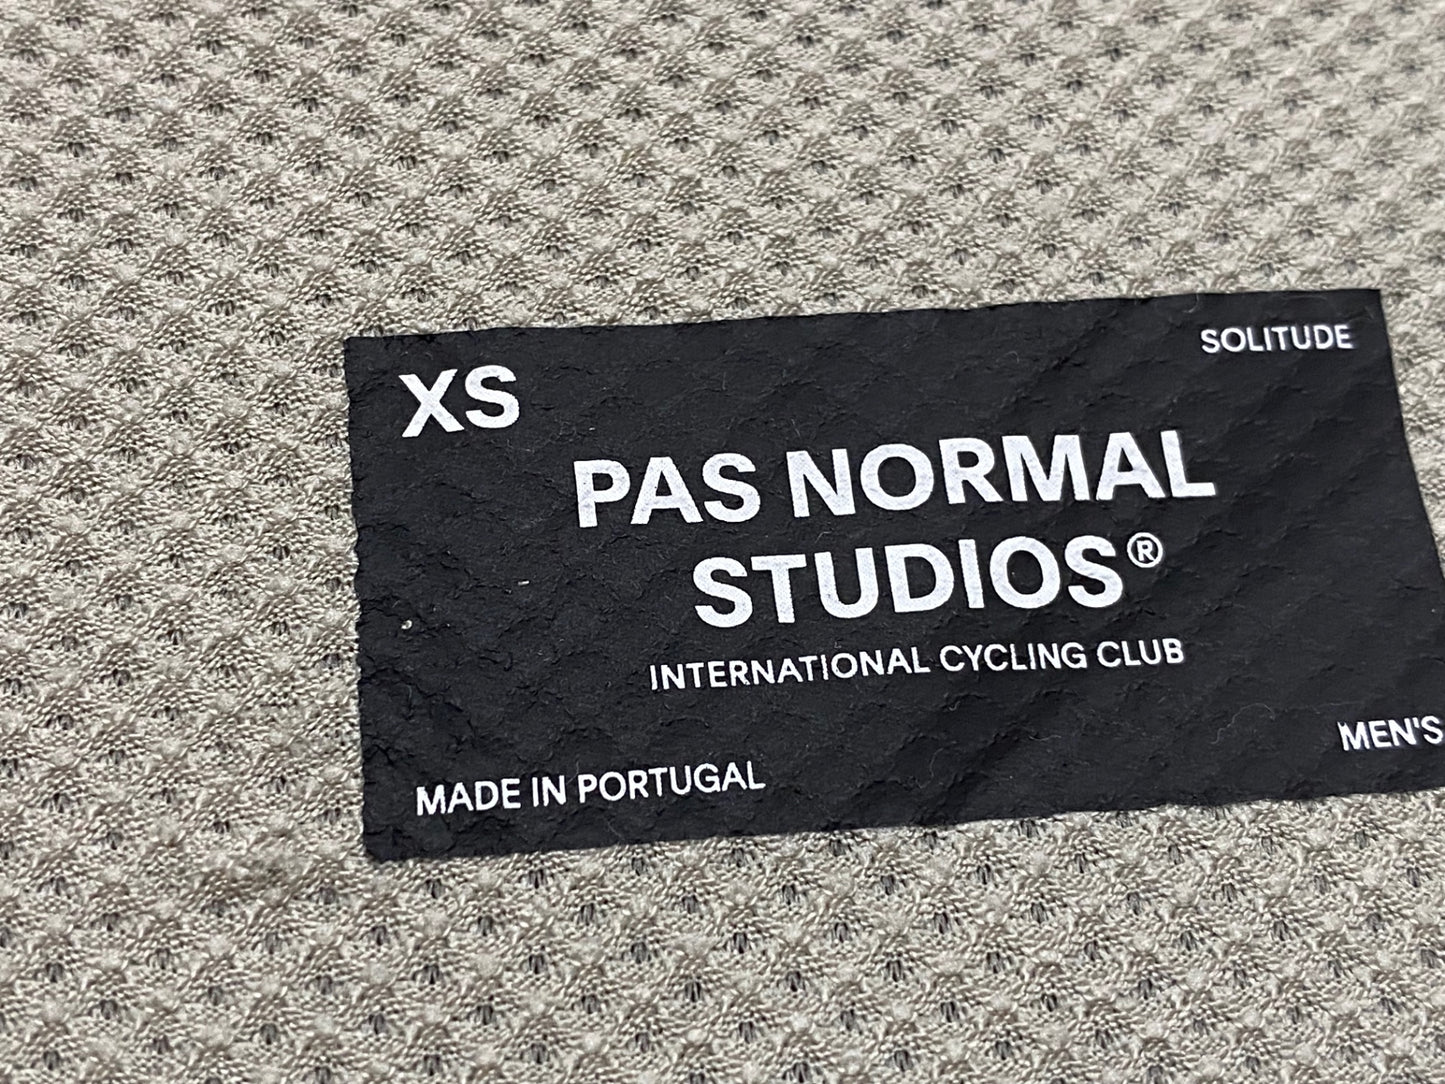 XS
SOLITUDE
PAS NORMAL
STUDIOS®
INTERNATIONAL CYCLING CLUB
MADE IN PORTUGAL
MEN'S